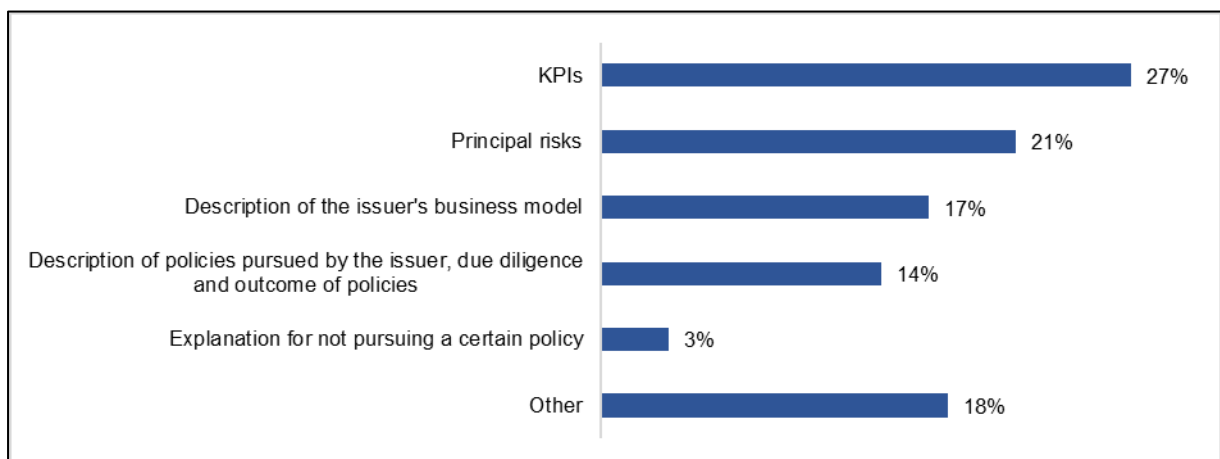 KPIs
27%
Principal risks
21%
Description of the issuer's business model
17%
Description of policies pursued by the issuer, due diligence
and outcome of policies
14%
Explanation for not pursuing a certain policy
3%
Other
18%